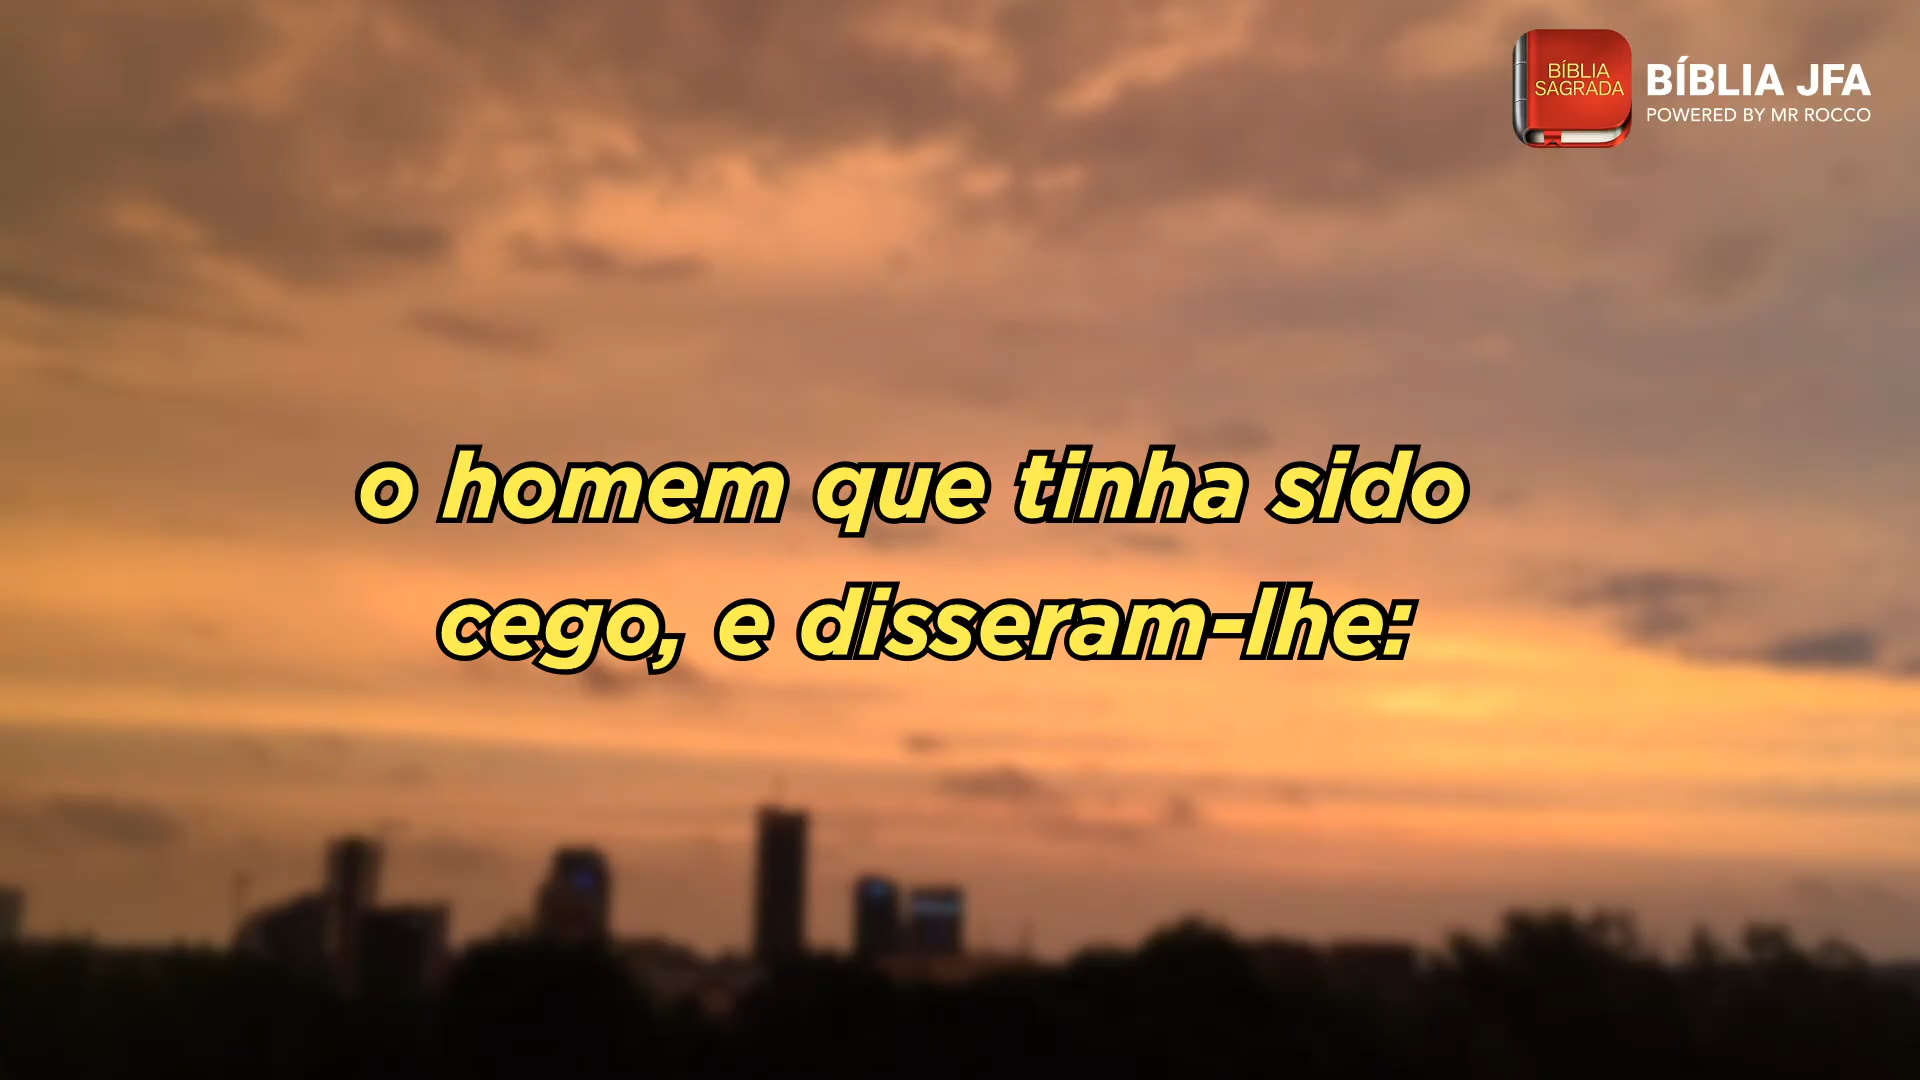 BÍBLIA
SAGRADA
BÍBLIA JFA
POWERED BY MR ROCCO
o homem que tinha sido
cego, e disseram-lhe: